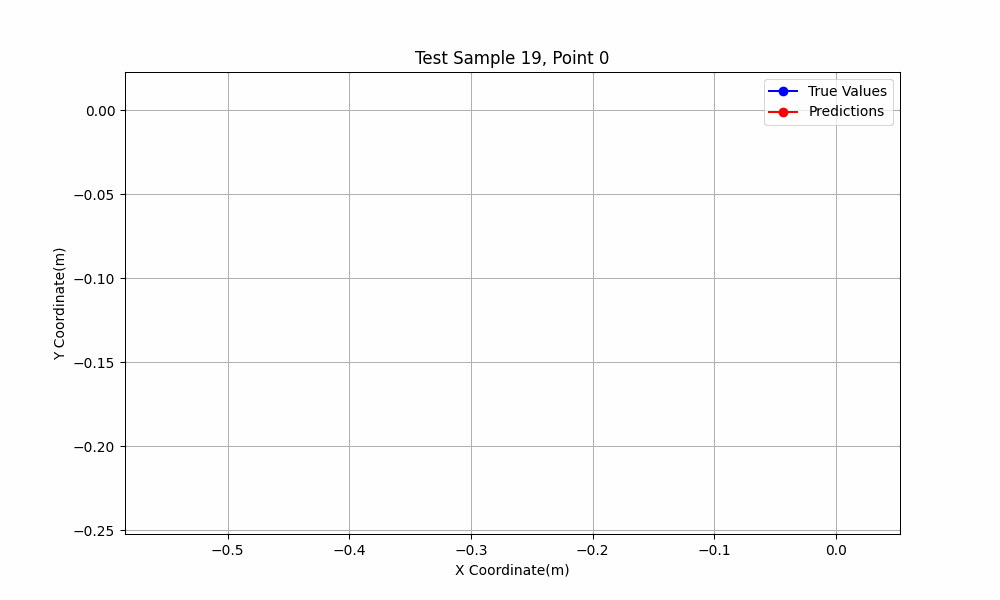 Test Sample 19, Point 0
True Values
Predictions
0.00
−0.05
−0.10
−0.15
−0.20
−0.25
Y Coordinate(m)
−0.5 −0.4 −0.3 −0.2 −0.1 0.0
X Coordinate(m)